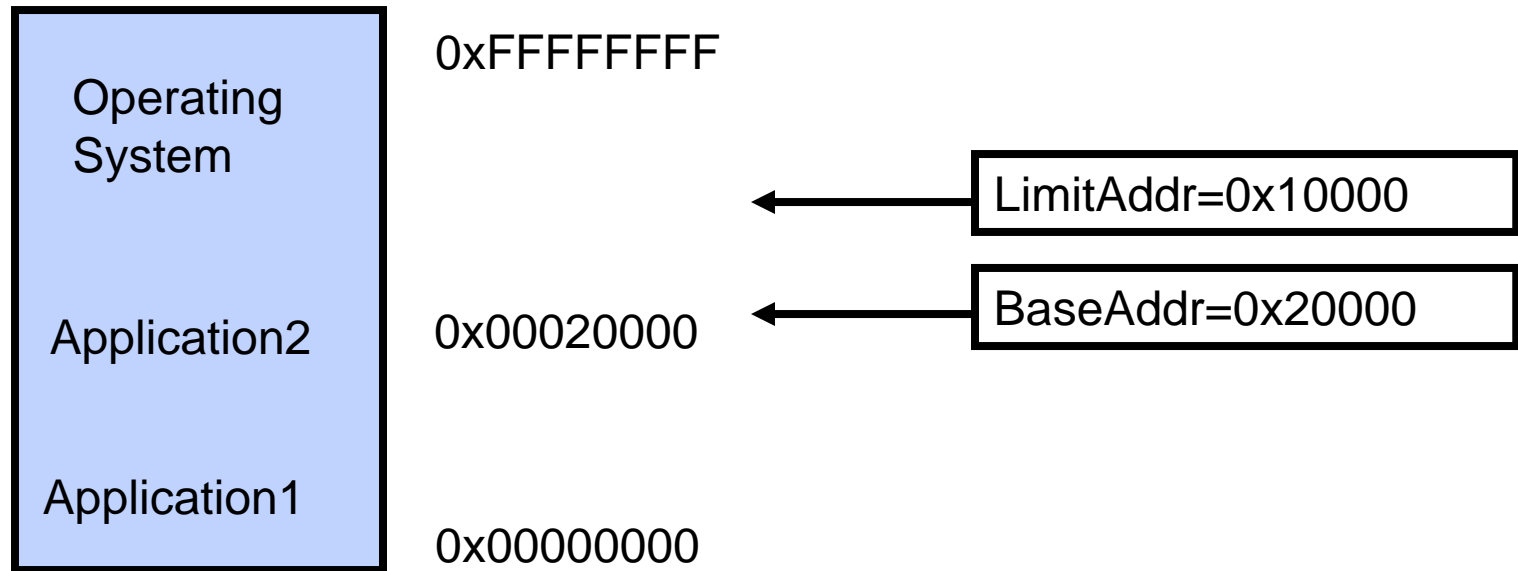 0xFFFFFFFF
Operating
System
LimitAddr=0x10000
BaseAddr=0x20000
Application2
0x00020000
Application1
0x00000000